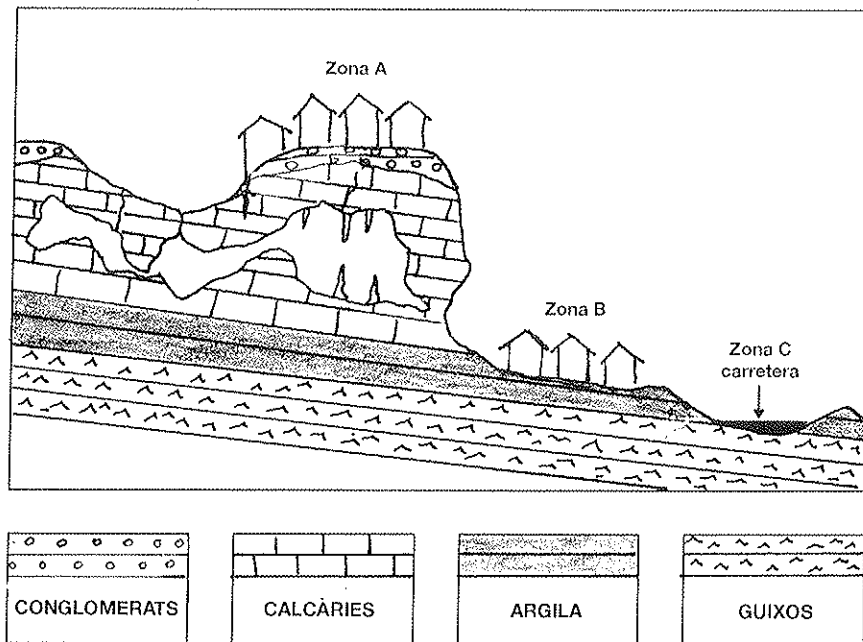 Zona A
Zona B
Zona C
carretera
CONGLOMERATS
CALCÀRIES
ARGILA
GUIXOS